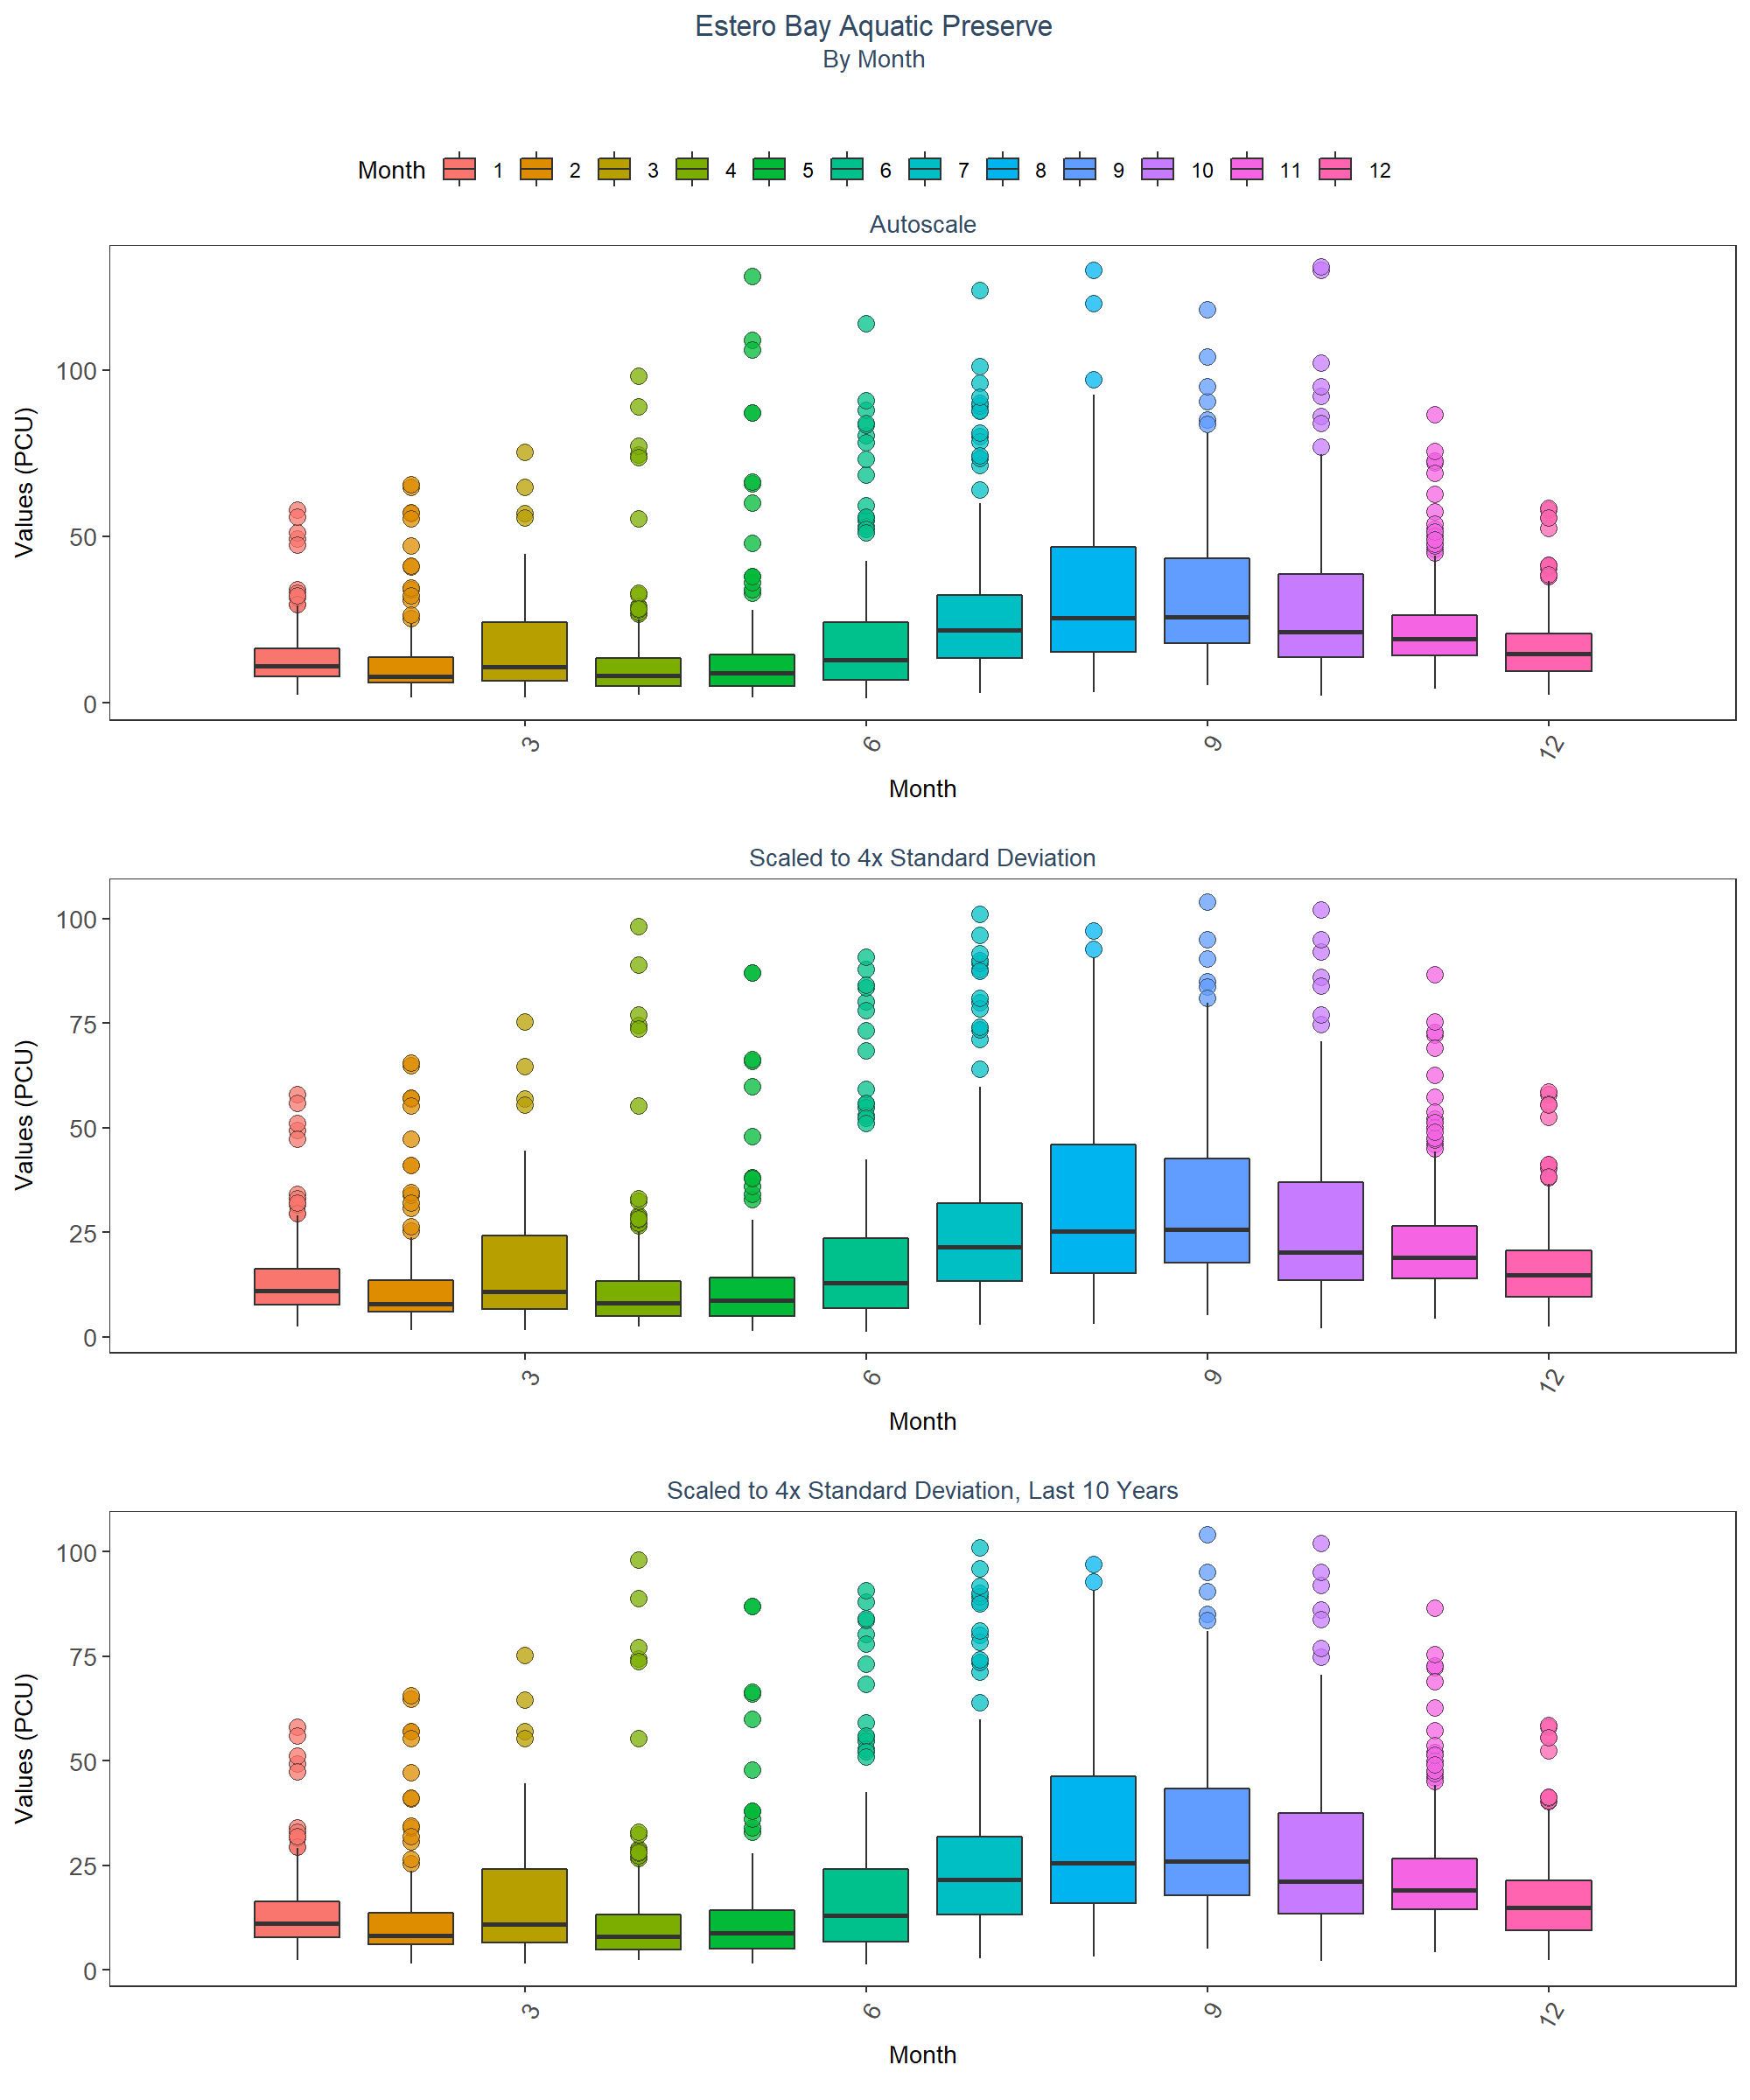 Estero Bay Aquatic Preserve
By Month
Month 1 2 3 4 5 6 7 8 9 10 11 12
Autoscale
Values (PCU)
100
50
0
3 6 9 12
Month
Scaled to 4x Standard Deviation
Values (PCU)
100
75
50
25
0
3 6 9 12
Month
Scaled to 4x Standard Deviation, Last 10 Years
Values (PCU)
100
75
50
25
0
3 6 9 12
Month